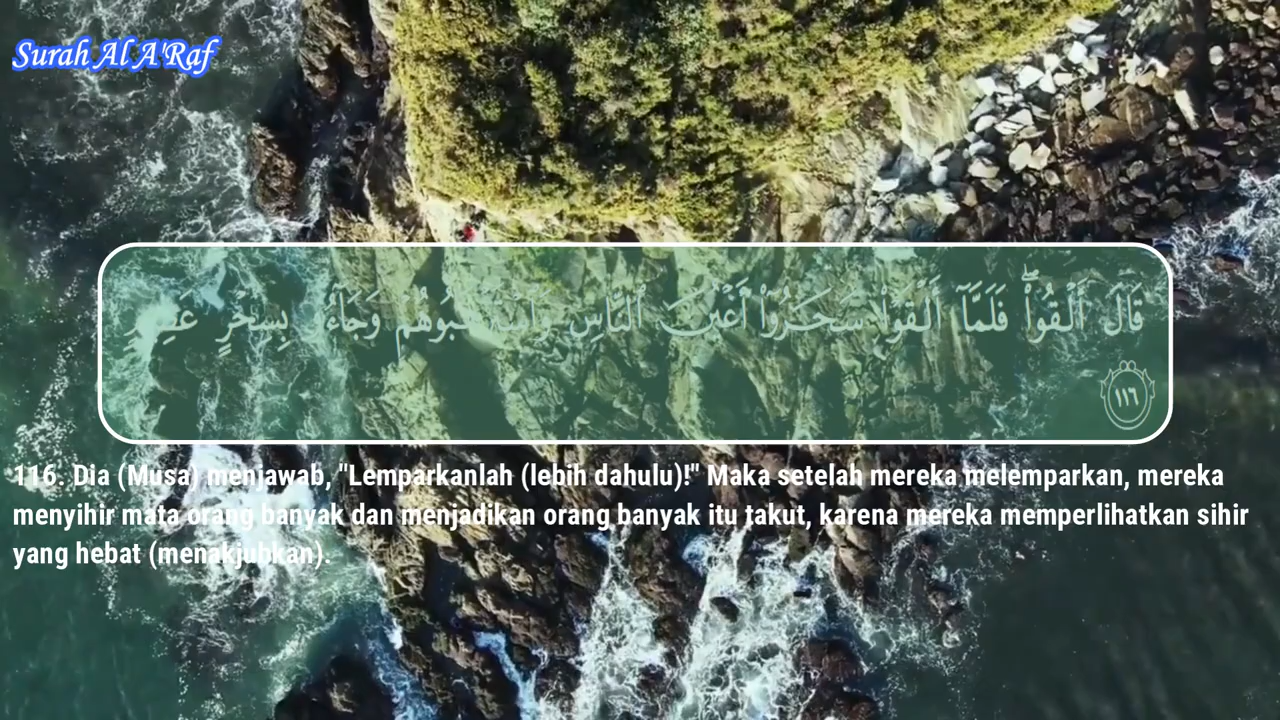 Surah Al A'Raf
قَالَ أَلْقُوا۟ ۖ فَلَمَّآ أَلْقَوْا۟ سَحَرُوٓا۟ أَعْيُنَ ٱلنَّاسِ وَٱسْتَرْهَبُوهُمْ وَجَآءُو بِسِحْرٍ عَظِيمٍ
١١٦
116. Dia (Musa) menjawab, "Lemparkanlah (lebih dahulu)!" Maka setelah mereka melemparkan, mereka
menyihir mata orang banyak dan menjadikan orang banyak itu takut, karena mereka memperlihatkan sihir
yang hebat (menakjubkan).